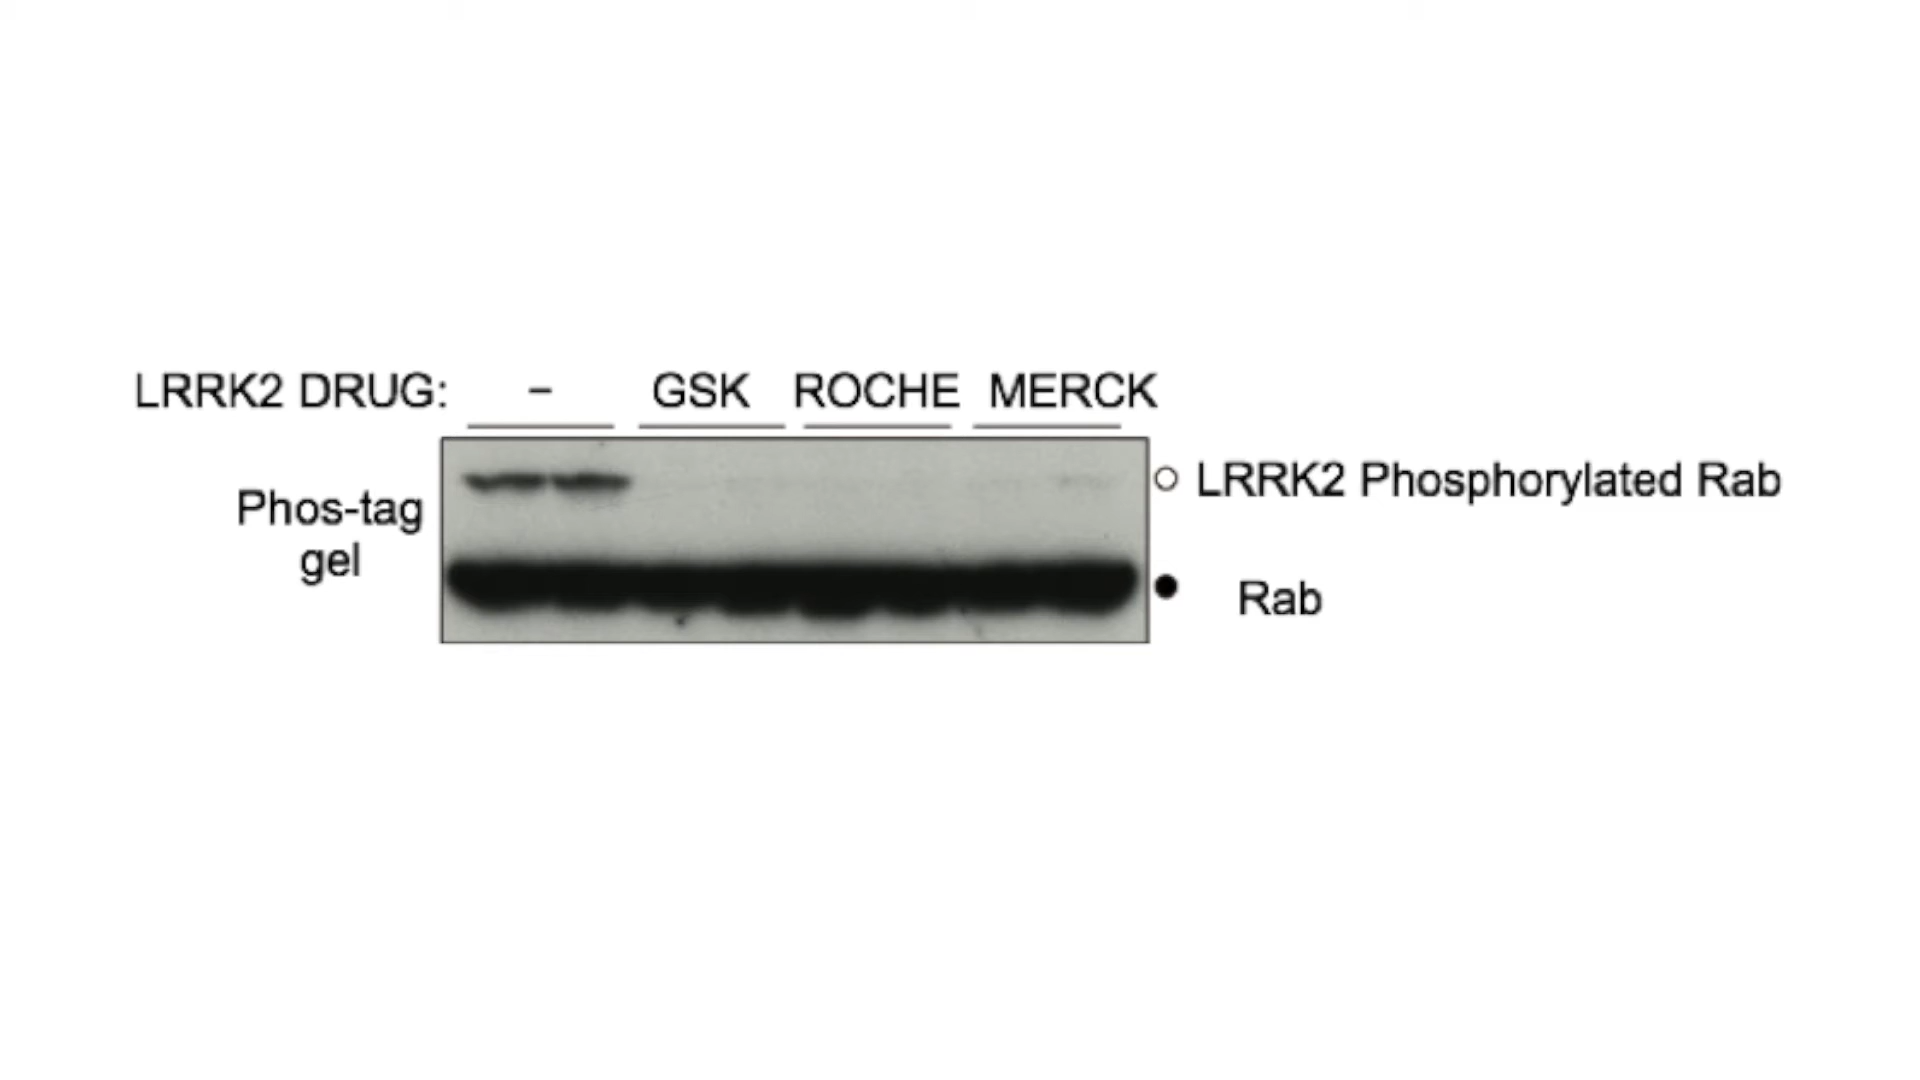 LRRK2 DRUG: – GSK ROCHE MERCK
LRRK2 Phosphorylated Rab
Phos-tag
gel
Rab